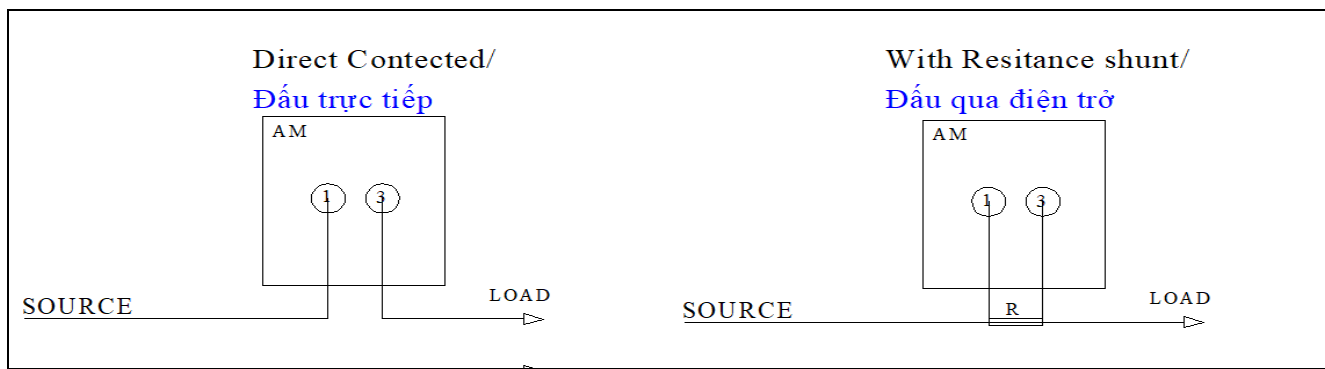 Direct Contected/
Đấu trực tiếp
AM
1 3
SOURCE
LOAD
With Resitance shunt/
Đấu qua điện trở
AM
1 3
SOURCE
R
LOAD